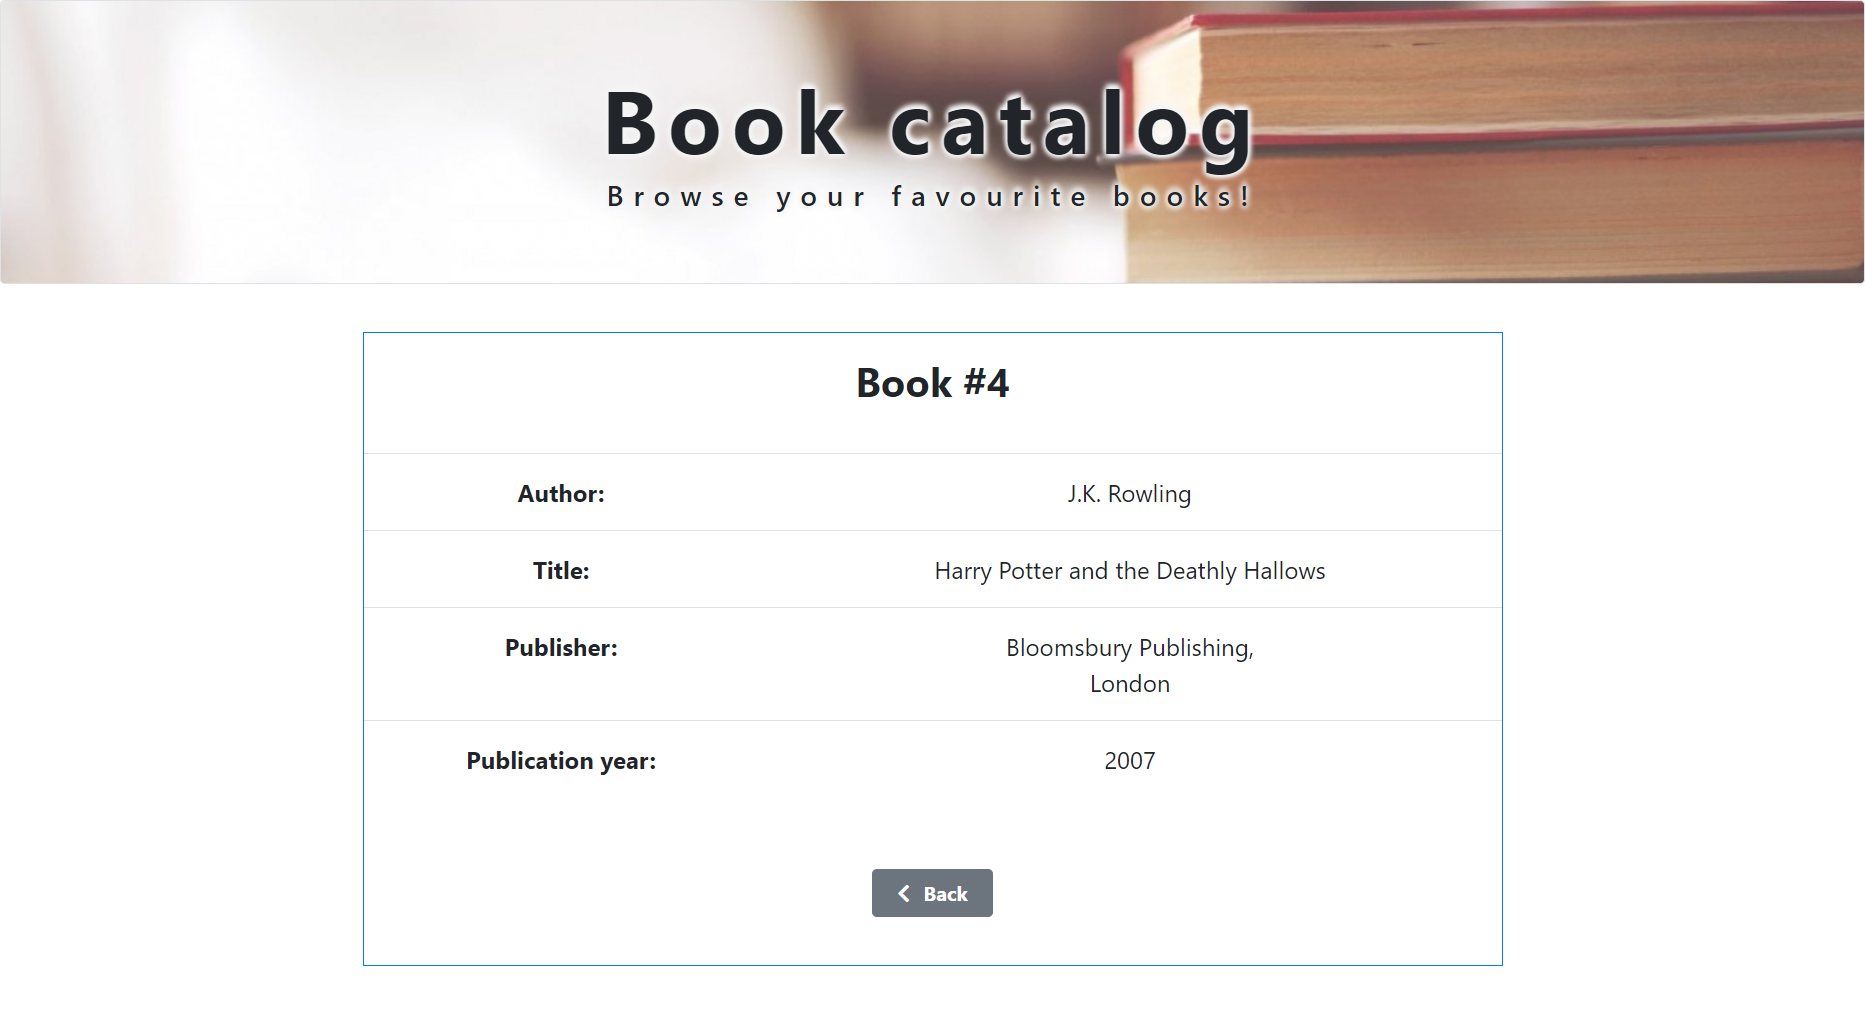 Book catalog
Browse your favourite books!
Book #4
Author: J.K. Rowling
Title: Harry Potter and the Deathly Hallows
Publisher: Bloomsbury Publishing,
London
Publication year: 2007
Back